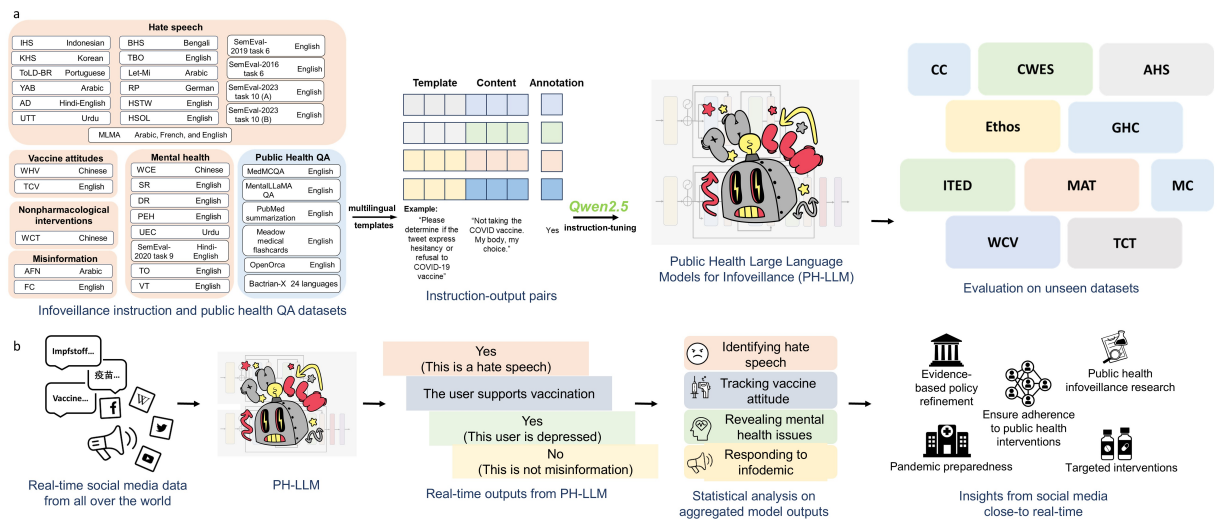 a
Hate speech
IHS Indonesian
KHS Korean
ToLD-BR Portuguese
YAB Arabic
AD Hindi-English
UTT Urdu
BHS Bengali
TBO English
Let-Mi Arabic
RP German
HSTW English
HSOL English
SemEval-
2019 task 6 English
SemEval-2016
task 6 English
SemEval-2023
task 10 (A) English
SemEval-2023
task 10 (B) English
MLMA Arabic, French, and English
Vaccine attitudes
WHV Chinese
TCV English
Nonpharmacological
interventions
WCT Chinese
Misinformation
AFN Arabic
FC English
Mental health
WCE Chinese
SR English
DR English
PEH English
UEC Urdu
SemEval-
2020 task 9 Hindi-
English
TO English
VT English
Public Health QA
MedMCQA English
MentalLLaMA
QA English
PubMed
summarization English
Meadow
medical
flashcards English
OpenOrca English
Bactrian-X 24 languages
Infoveillance instruction and public health QA datasets
multilingual
templates
Template Content Annotation
Example:
"Please
determine if the
tweet express
hesitancy or
refusal to
COVID-19
vaccine"
"Not taking the
COVID vaccine.
My body, my
choice."
Yes
Instruction-output pairs
Qwen2.5
instruction-tuning
Public Health Large Language
Models for Infoveillance (PH-LLM)
CC CWES AHS
Ethos GHC
ITED MAT MC
WCV TCT
Evaluation on unseen datasets
b
Impfstoff...
疫苗...
Vaccine...
Real-time social media data
from all over the world
PH-LLM
Yes
(This is a hate speech)
The user supports vaccination
Yes
(This user is depressed)
No
(This is not misinformation)
Real-time outputs from PH-LLM
Identifying hate
speech
Tracking vaccine
attitude
Revealing mental
health issues
Responding to
infodemic
Statistical analysis on
aggregated model outputs
Evidence-
based policy
refinement
Public health
infoveillance research
Ensure adherence
to public health
interventions
Pandemic preparedness
Targeted interventions
Insights from social media
close-to real-time